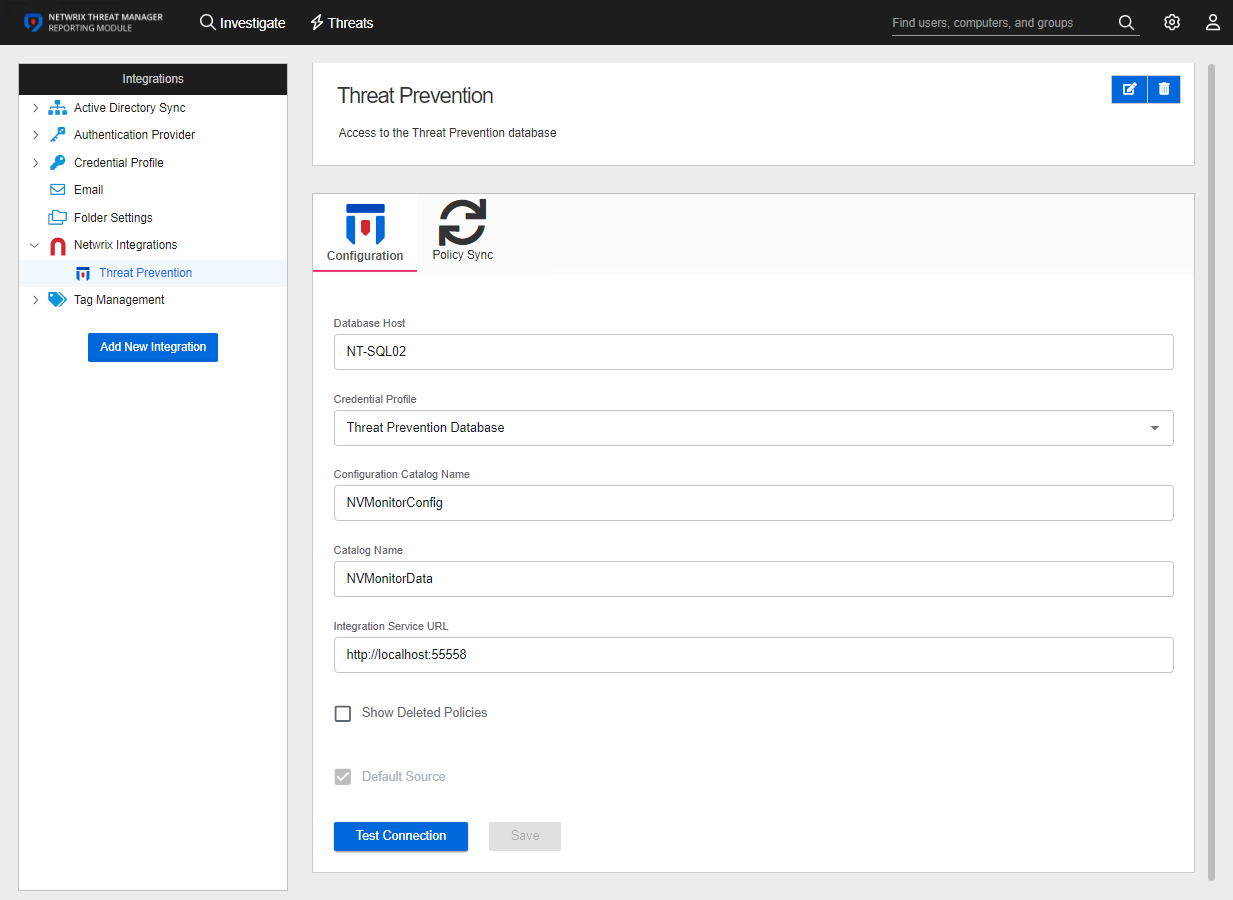 NETWRIX THREAT MANAGER
REPORTING MODULE
Investigate
Threats
Find users, computers, and groups
Integrations
Active Directory Sync
Authentication Provider
Credential Profile
Email
Folder Settings
Netwrix Integrations
Threat Prevention
Tag Management
Add New Integration
Threat Prevention
Access to the Threat Prevention database
Configuration
Policy Sync
Database Host
NT-SQL02
Credential Profile
Threat Prevention Database
Configuration Catalog Name
NVMonitorConfig
Catalog Name
NVMonitorData
Integration Service URL
http://localhost:55558
Show Deleted Policies
Default Source
Test Connection
Save